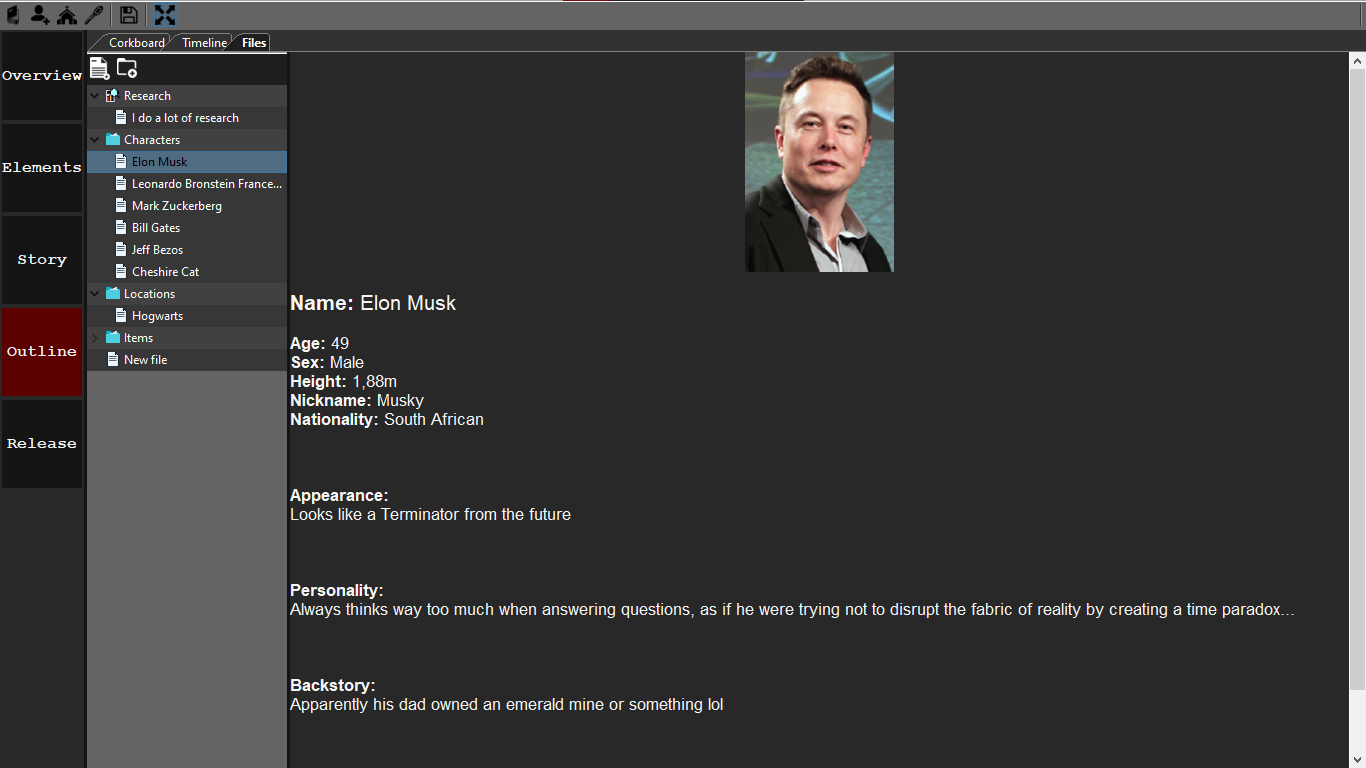 Corkboard Timeline Files
Overview
Elements
Story
Outline
Release
Research
I do a lot of research
Characters
Elon Musk
Leonardo Bronstein France...
Mark Zuckerberg
Bill Gates
Jeff Bezos
Cheshire Cat
Locations
Hogwarts
Items
New file
Name: Elon Musk
Age: 49
Sex: Male
Height: 1,88m
Nickname: Musky
Nationality: South African
Appearance:
Looks like a Terminator from the future
Personality:
Always thinks way too much when answering questions, as if he were trying not to disrupt the fabric of reality by creating a time paradox...
Backstory:
Apparently his dad owned an emerald mine or something lol